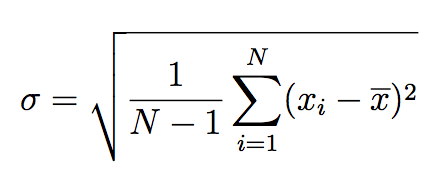 σ = √(1/(N − 1) ∑_{i=1}^{N} (x_i − x̅)²)